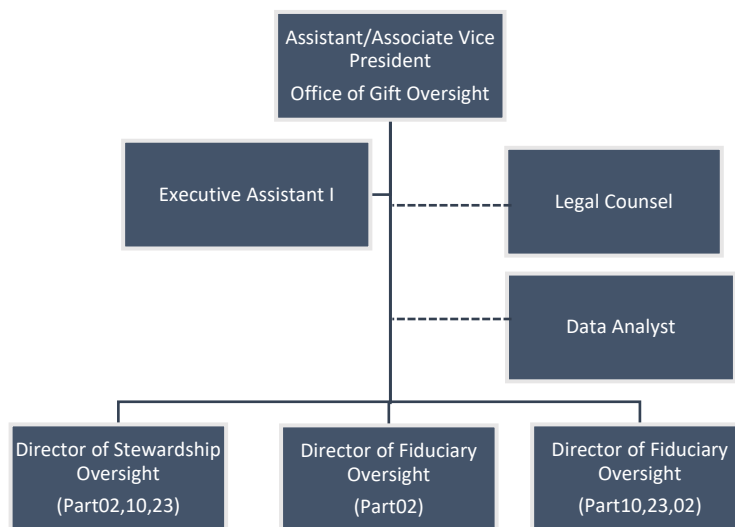 Assistant/Associate Vice
President
Office of Gift Oversight
Executive Assistant I
Legal Counsel
Data Analyst
Director of Stewardship
Oversight
(Part02,10,23)
Director of Fiduciary
Oversight
(Part02)
Director of Fiduciary
Oversight
(Part10,23,02)